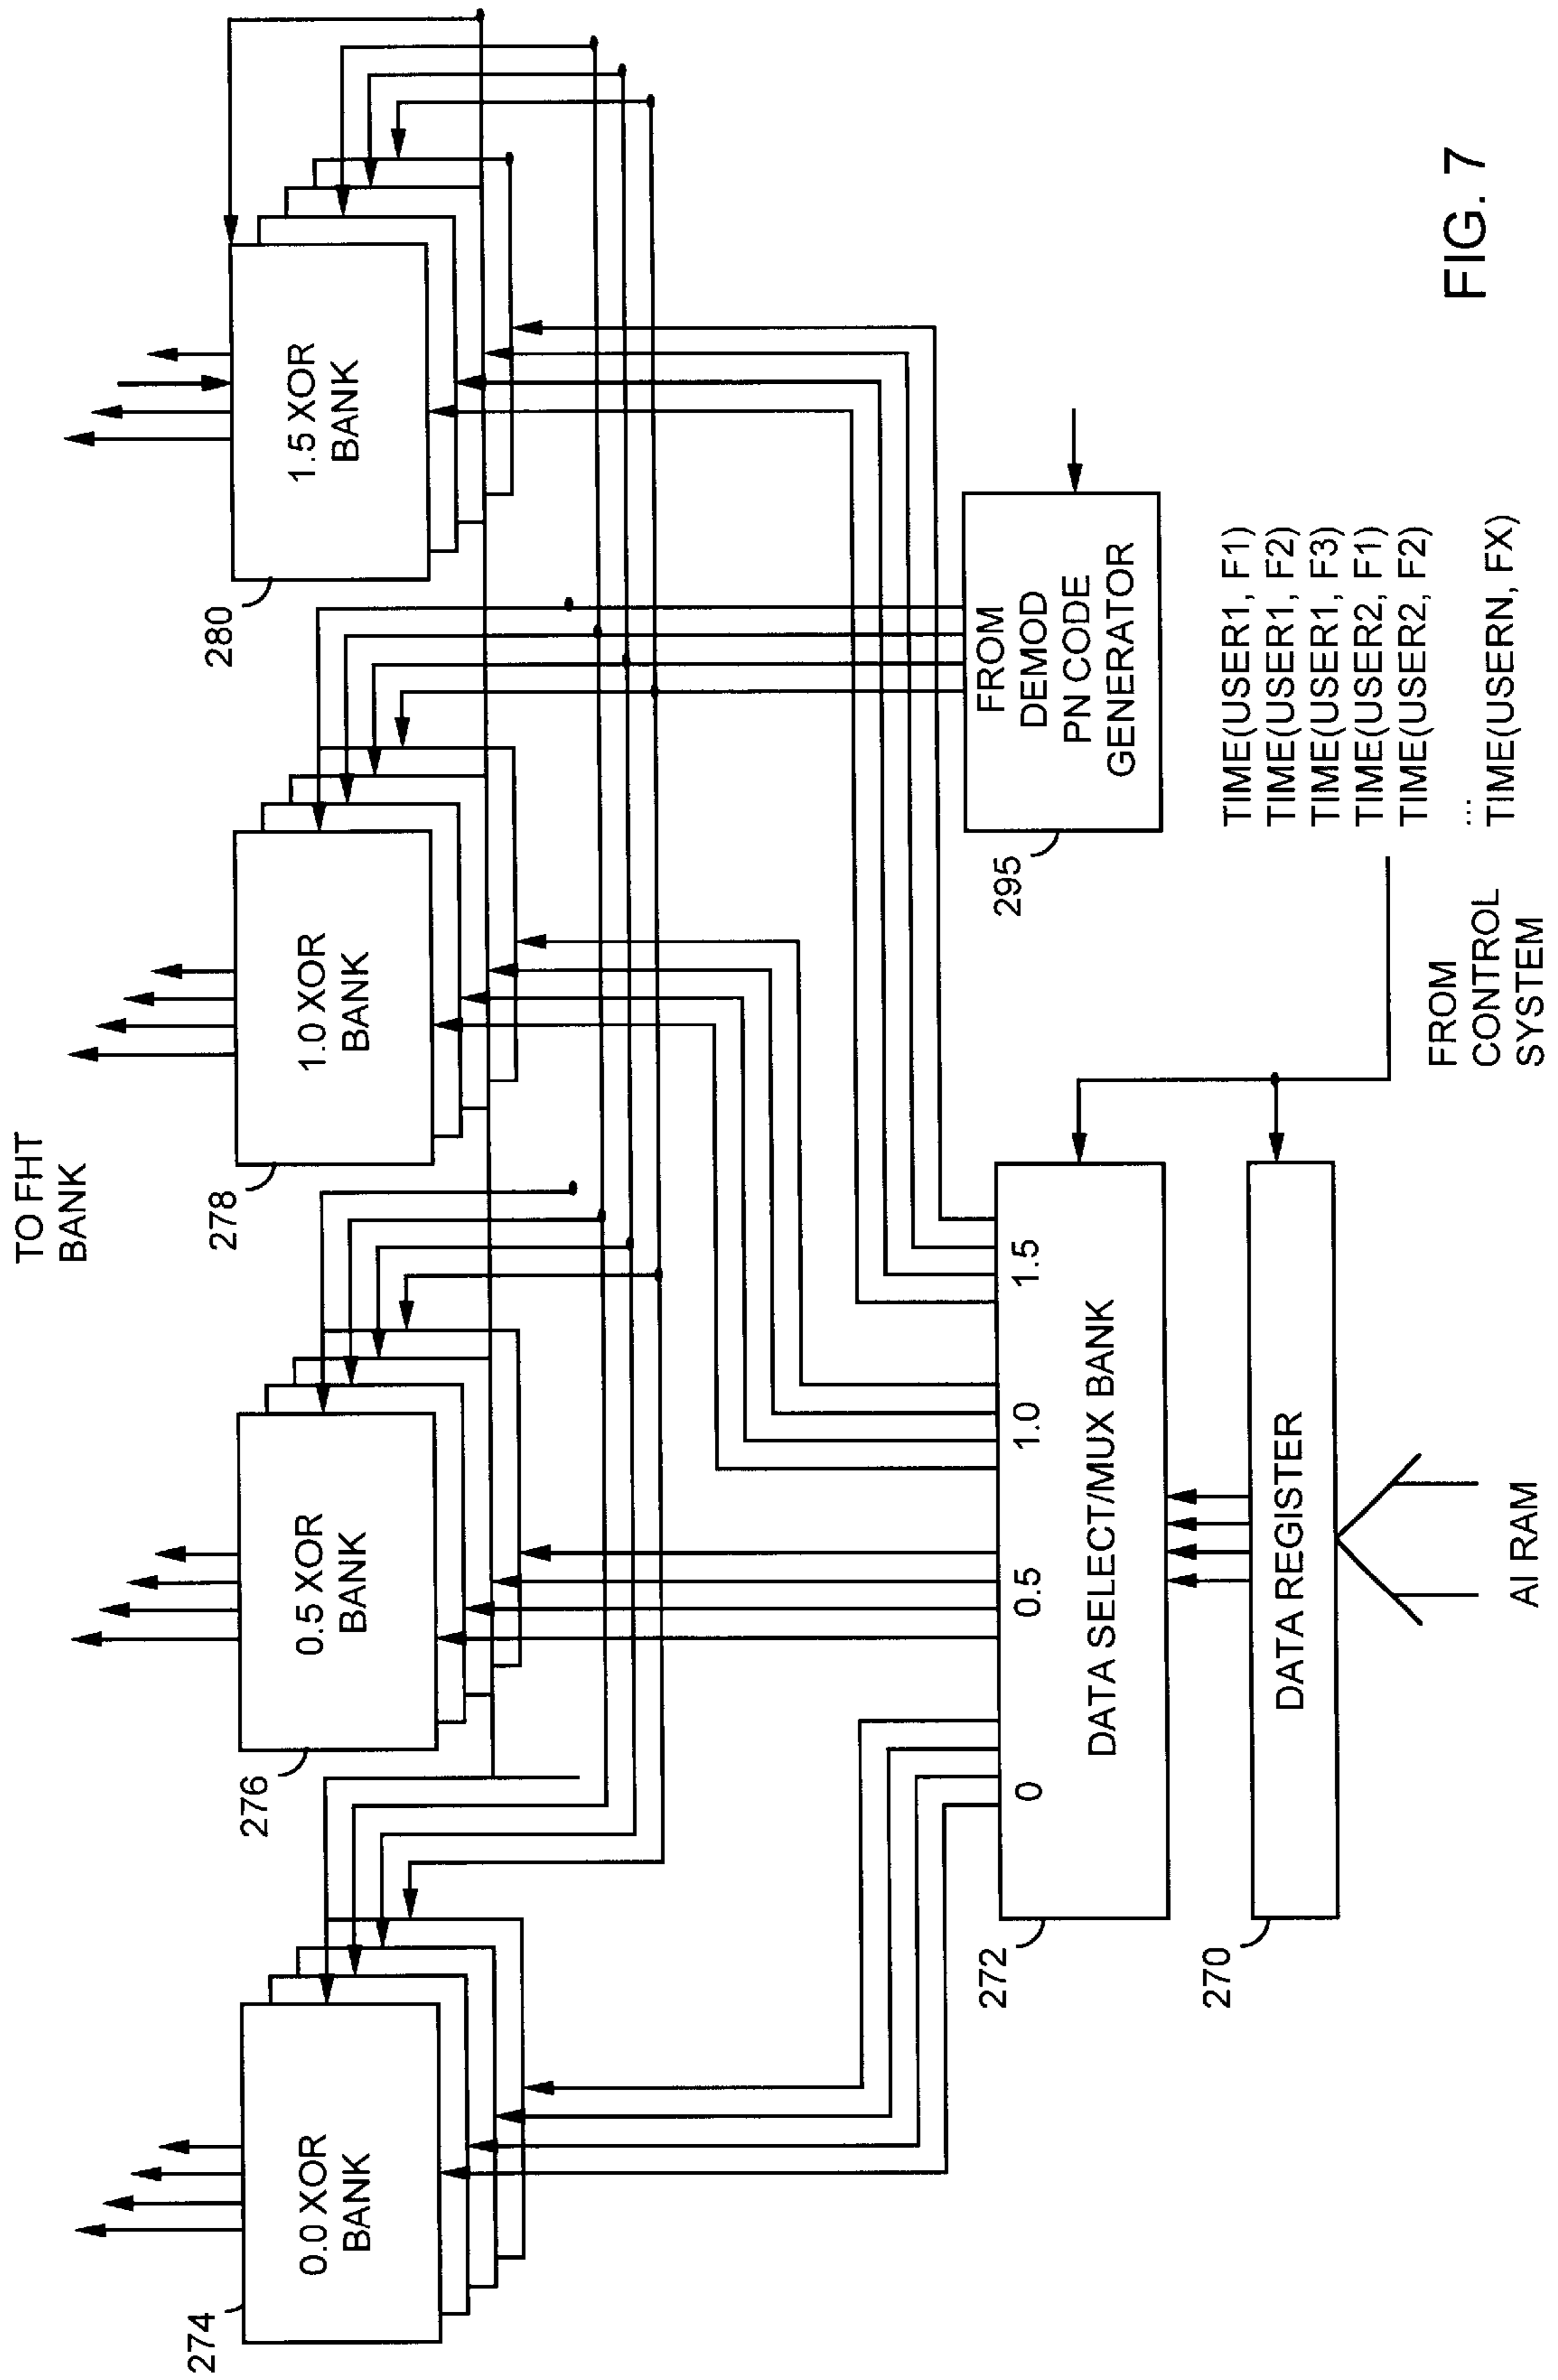 TO FHT
BANK
274
0.0 XOR
BANK
276
0.5 XOR
BANK
278
1.0 XOR
BANK
280
1.5 XOR
BANK
272
0
0.5
1.0
1.5
DATA SELECT/MUX BANK
295
FROM
DEMOD
PN CODE
GENERATOR
270
DATA REGISTER
AI RAM
FROM
CONTROL
SYSTEM
TIME(USER1, F1)
TIME(USER1, F2)
TIME(USER1, F3)
TIME(USER2, F1)
TIME(USER2, F2)
...
TIME(USERN, FX)
FIG. 7